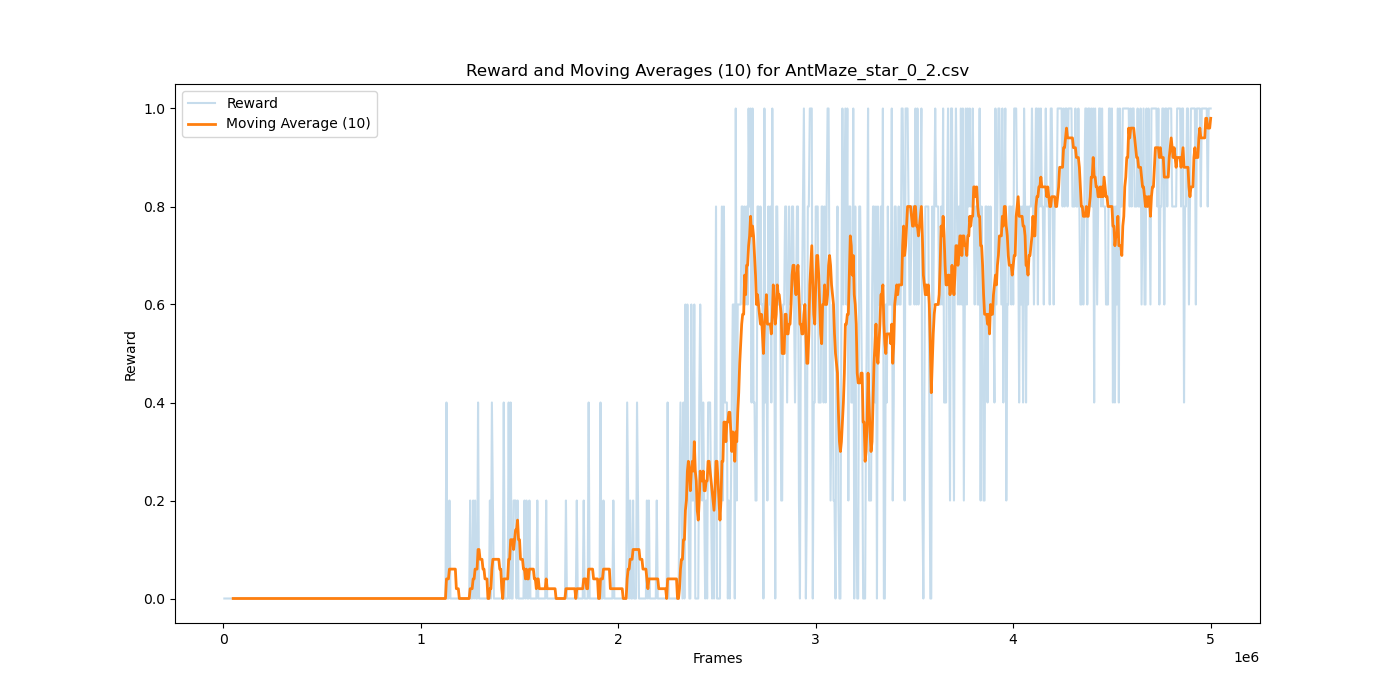 Reward and Moving Averages (10) for AntMaze_star_0_2.csv
Reward
Moving Average (10)
1.0
0.8
0.6
0.4
0.2
0.0
Reward
0 1 2 3 4 5
1e6
Frames